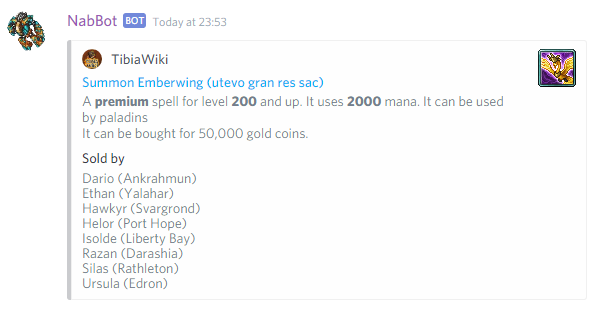 NabBot BOT Today at 23:53
TibiaWiki
Summon Emberwing (utevo gran res sac)
A premium spell for level 200 and up. It uses 2000 mana. It can be used
by paladins
It can be bought for 50,000 gold coins.
Sold by
Dario (Ankrahmun)
Ethan (Yalahar)
Hawkyr (Svargrond)
Helor (Port Hope)
Isolde (Liberty Bay)
Razan (Darashia)
Silas (Rathleton)
Ursula (Edron)